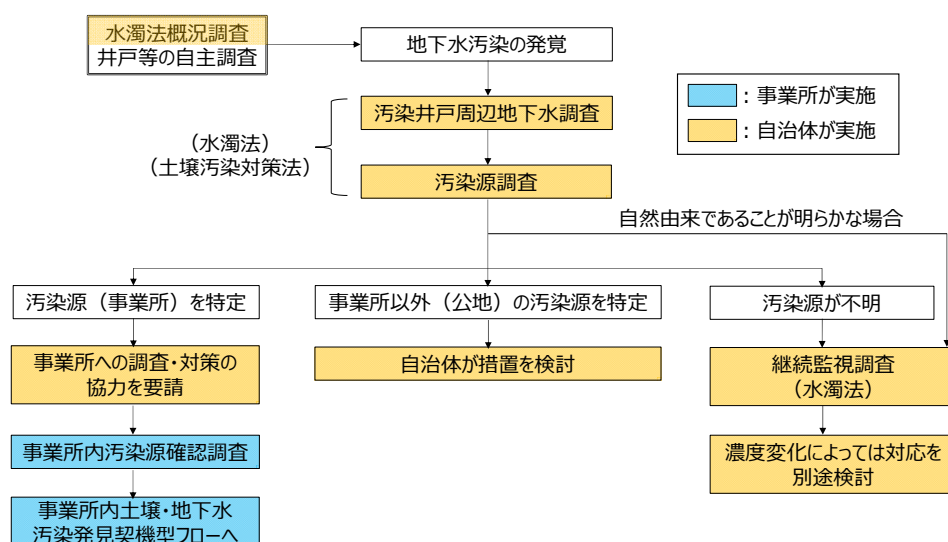 水濁法概況調査
井戸等の自主調査
地下水汚染の発覚
：事業所が実施
：自治体が実施
汚染井戸周辺地下水調査
（水濁法）
（土壌汚染対策法）
汚染源調査
自然由来であることが明らかな場合
汚染源（事業所）を特定
事業所以外（公地）の汚染源を特定
汚染源が不明
事業所への調査・対策の
協力を要請
自治体が措置を検討
継続監視調査
（水濁法）
事業所内汚染源確認調査
濃度変化によっては対応を
別途検討
事業所内土壌・地下水
汚染発見契機型フローへ